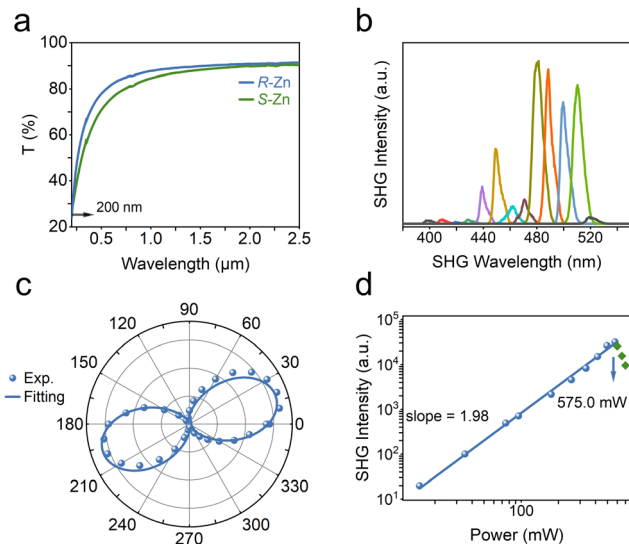 a
100
80
60
40
20
T (%)
R-Zn
S-Zn
200 nm
0.5 1.0 1.5 2.0 2.5
Wavelength (μm)
b
SHG Intensity (a.u.)
400 440 480 520
SHG Wavelength (nm)
c
90
120 60
150 30
180 0
210 330
240 300
270
Exp.
Fitting
d
10^5
10^4
10^3
10^2
10^1
SHG Intensity (a.u.)
575.0 mW
slope = 1.98
100
Power (mW)